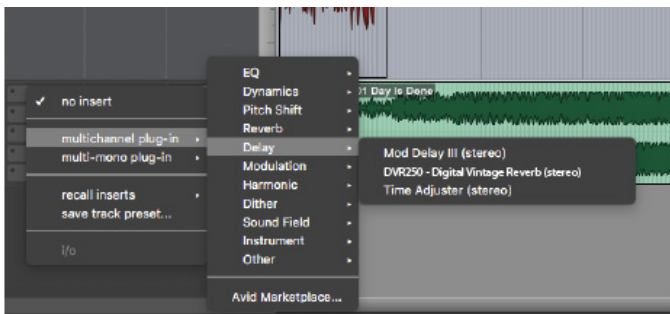 no insert
multichannel plug-in
multi-mono plug-in
recall inserts
save track preset...
i/o
EQ
Dynamics
Pitch Shift
Reverb
Delay
Modulation
Harmonic
Dither
Sound Field
Instrument
Other
Avid Marketplace...
01 Day Is Done
Mod Delay III (stereo)
DVR250 - Digital Vintage Reverb (stereo)
Time Adjuster (stereo)